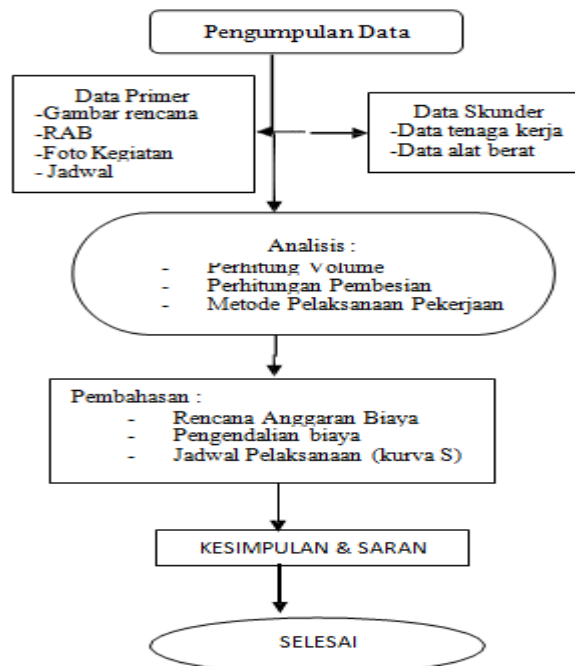 Pengumpulan Data
Data Primer
-Gambar rencana
-RAB
-Foto Kegiatan
-Jadwal
Data Skunder
-Data tenaga kerja
-Data alat berat
Analisis :
- Perhitung Volume
- Perhitungan Pembesian
- Metode Pelaksanaan Pekerjaan
Pembahasan :
- Rencana Anggaran Biaya
- Pengendalian biaya
- Jadwal Pelaksanaan (kurva S)
KESIMPULAN & SARAN
SELESAI